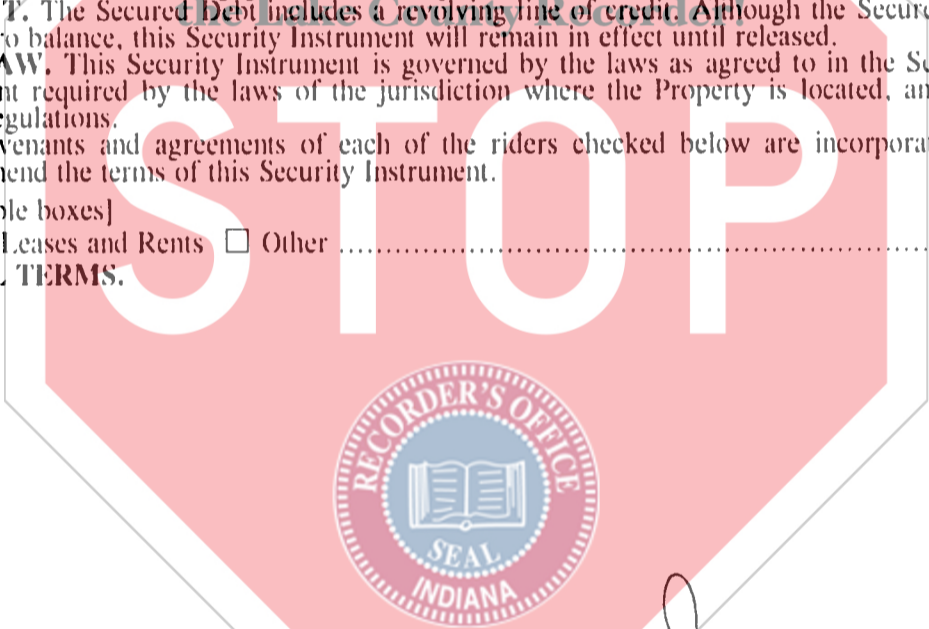 the Lake County Recorder!
T. The Secured Debt includes a revolving line of credit. Although the Secure
ro balance, this Security Instrument will remain in effect until released.
AW. This Security Instrument is governed by the laws as agreed to in the Se
nt required by the laws of the jurisdiction where the Property is located, an
egulations.
venants and agreements of each of the riders checked below are incorpora
nend the terms of this Security Instrument.
ble boxes]
Leases and Rents ☐ Other ................................................
. TERMS.
STOP
RECORDER'S OFFICE
SEAL
INDIANA